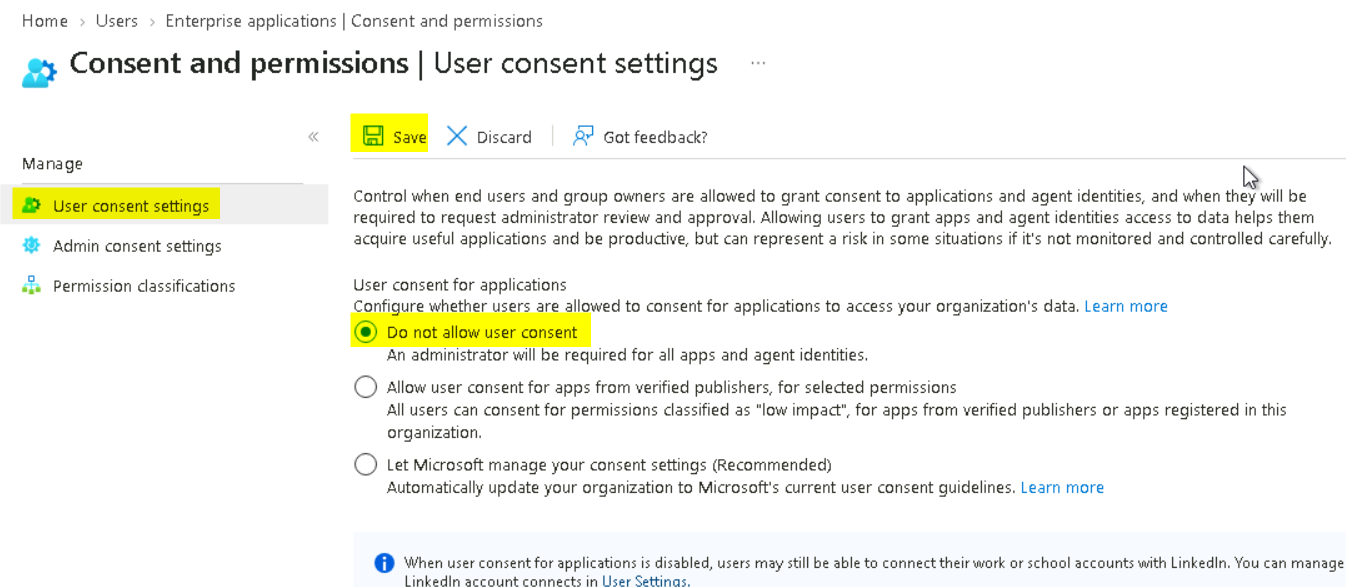 Home > Users > Enterprise applications | Consent and permissions
Consent and permissions | User consent settings ...
«
Save Discard Got feedback?
Manage
User consent settings
Admin consent settings
Permission classifications
Control when end users and group owners are allowed to grant consent to applications and agent identities, and when they will be
required to request administrator review and approval. Allowing users to grant apps and agent identities access to data helps them
acquire useful applications and be productive, but can represent a risk in some situations if it's not monitored and controlled carefully.
User consent for applications
Configure whether users are allowed to consent for applications to access your organization's data. Learn more
Do not allow user consent
An administrator will be required for all apps and agent identities.
Allow user consent for apps from verified publishers, for selected permissions
All users can consent for permissions classified as "low impact", for apps from verified publishers or apps registered in this
organization.
Let Microsoft manage your consent settings (Recommended)
Automatically update your organization to Microsoft's current user consent guidelines. Learn more
When user consent for applications is disabled, users may still be able to connect their work or school accounts with LinkedIn. You can manage
LinkedIn account connects in User Settings.